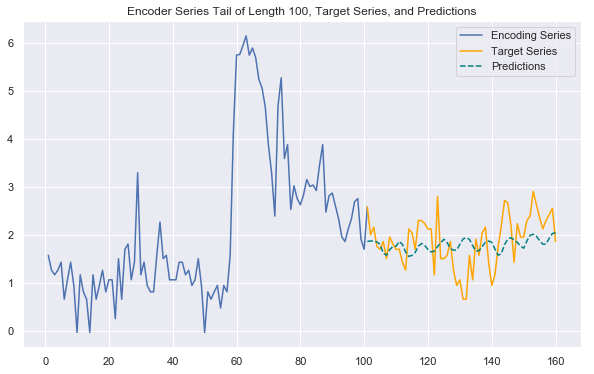 Encoder Series Tail of Length 100, Target Series, and Predictions
Encoding Series
Target Series
Predictions
6
5
4
3
2
1
0
0 20 40 60 80 100 120 140 160